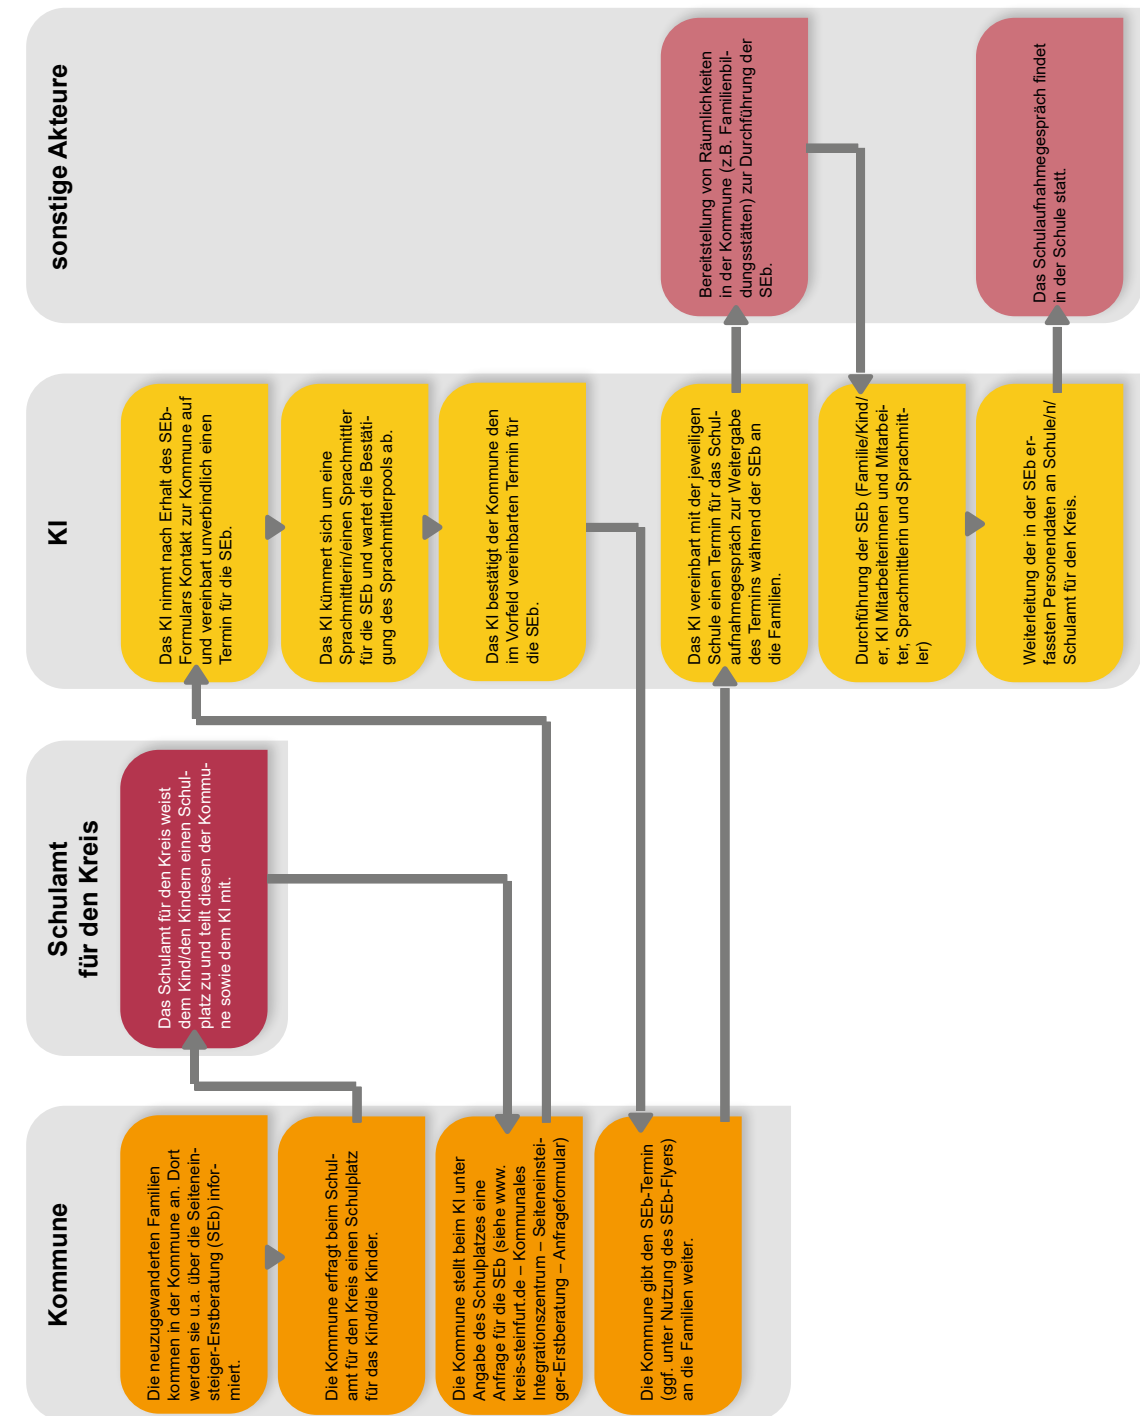 Kommune
Die neuzugewanderten Familien
kommen in der Kommune an. Dort
werden sie u.a. über die Seitenein-
steiger-Erstberatung (SEb) infor-
miert.
Die Kommune erfragt beim Schul-
amt für den Kreis einen Schulplatz
für das Kind/die Kinder.
Die Kommune stellt beim KI unter
Angabe des Schulplatzes eine
Anfrage für die SEb (siehe www.
kreis-steinfurt.de – Kommunales
Integrationszentrum – Seiteneinstei-
ger-Erstberatung – Anfrageformular)
Die Kommune gibt den SEb-Termin
(ggf. unter Nutzung des SEb-Flyers)
an die Familien weiter.
Schulamt
für den Kreis
Das Schulamt für den Kreis weist
dem Kind/den Kindern einen Schul-
platz zu und teilt diesen der Kommu-
ne sowie dem KI mit.
KI
Das KI nimmt nach Erhalt des SEb-
Formulars Kontakt zur Kommune auf
und vereinbart unverbindlich einen
Termin für die SEb.
Das KI kümmert sich um eine
Sprachmittlerin/einen Sprachmittler
für die SEb und wartet die Bestäti-
gung des Sprachmittlerpools ab.
Das KI bestätigt der Kommune den
im Vorfeld vereinbarten Termin für
die SEb.
Das KI vereinbart mit der jeweiligen
Schule einen Termin für das Schul-
aufnahmegespräch zur Weitergabe
des Termins während der SEb an
die Familien.
Durchführung der SEb (Familie/Kind/
er, KI Mitarbeiterinnen und Mitarbei-
ter, Sprachmittlerin und Sprachmitt-
ler)
Weiterleitung der in der SEb er-
fassten Personendaten an Schule/n/
Schulamt für den Kreis.
sonstige Akteure
Bereitstellung von Räumlichkeiten
in der Kommune (z.B. Familienbil-
dungsstätten) zur Durchführung der
SEb.
Das Schulaufnahmegespräch findet
in der Schule statt.